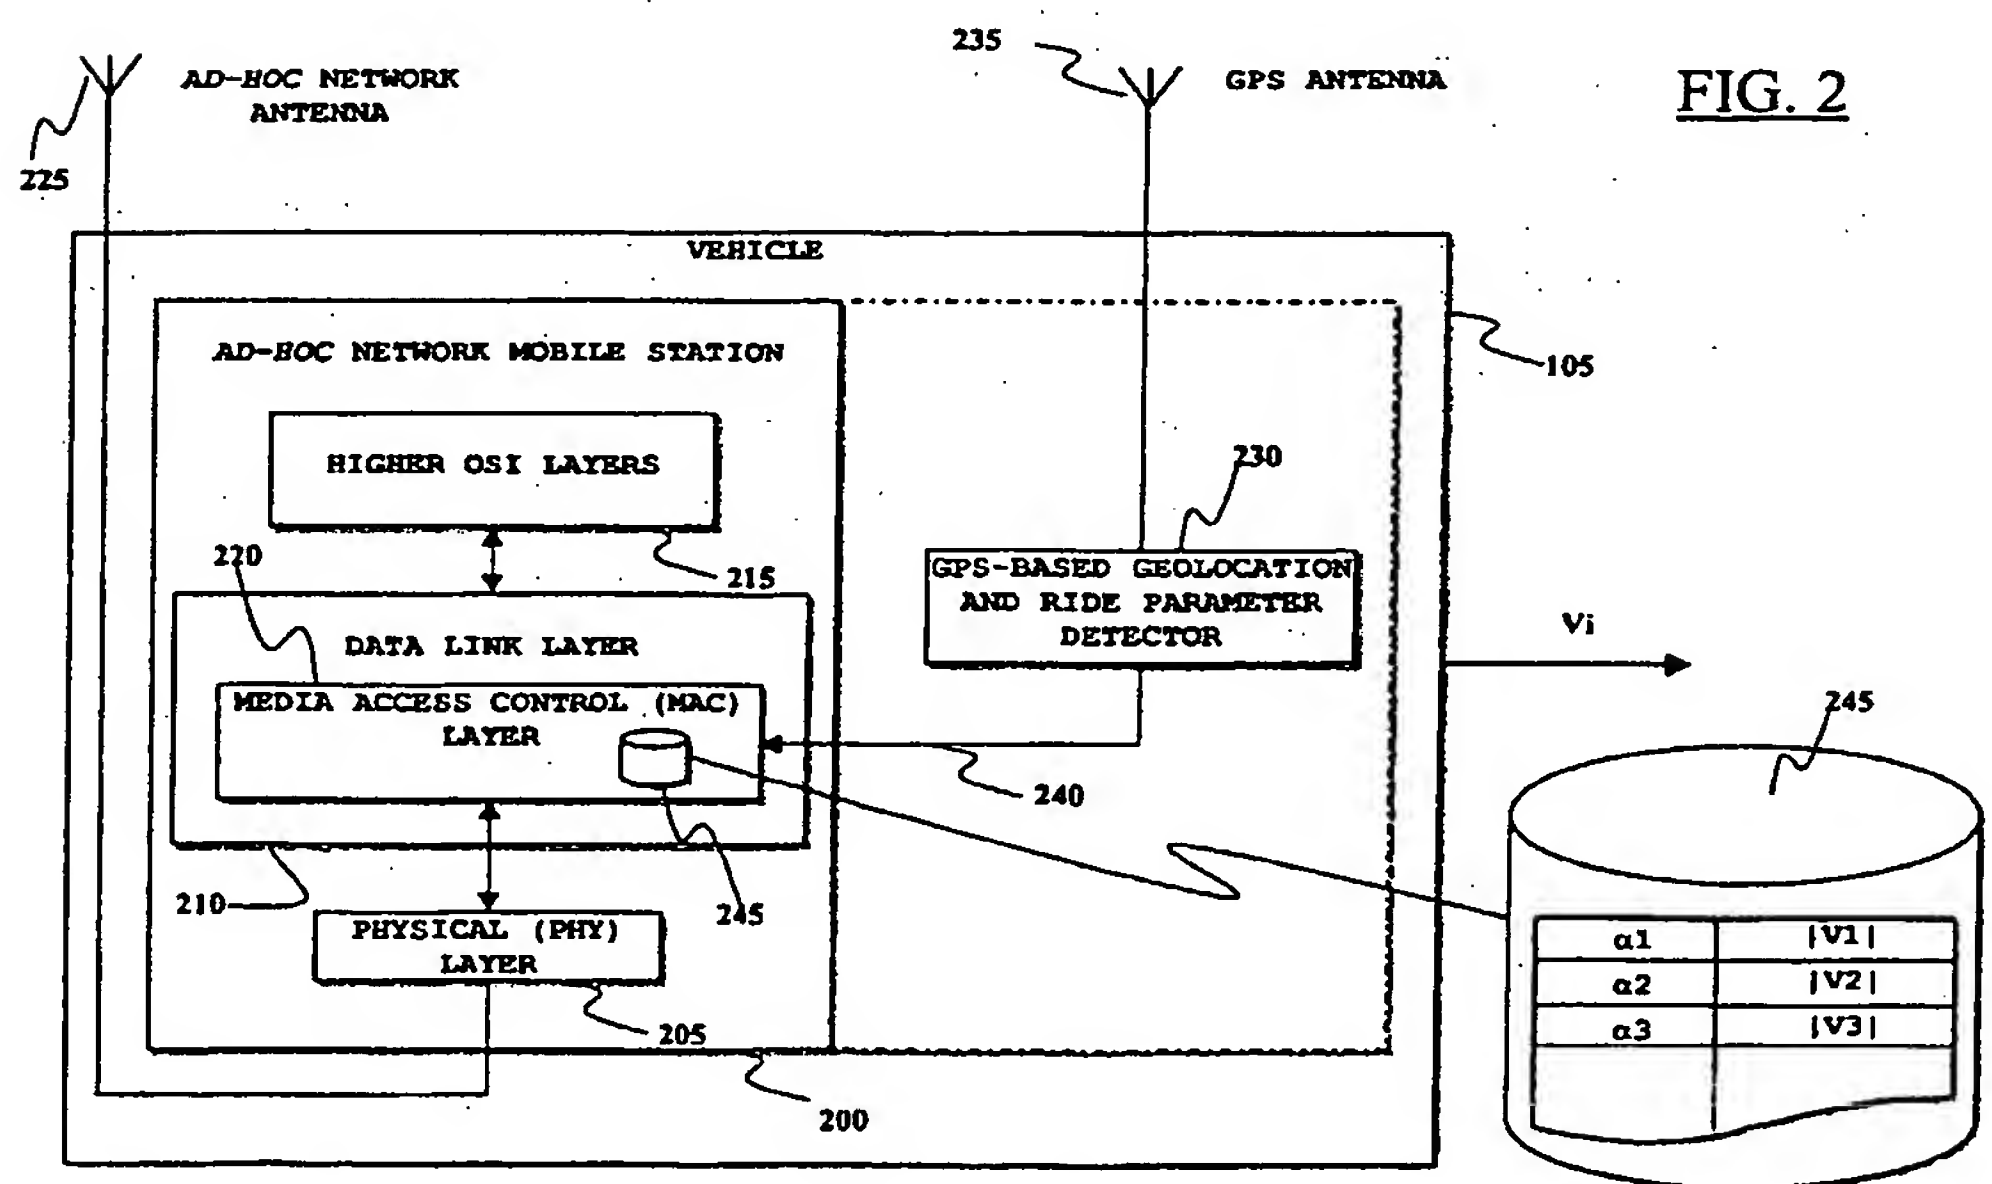 235
AD-HOC NETWORK
ANTENNA
GPS ANTENNA
FIG. 2
225
VEHICLE
AD-HOC NETWORK MOBILE STATION
105
HIGHER OSI LAYERS
230
220
215
GPS-BASED GEOLOCATION
AND RIDE PARAMETER
DETECTOR
DATA LINK LAYER
Vi
MEDIA ACCESS CONTROL (MAC)
LAYER
245
240
210
245
PHYSICAL (PHY)
LAYER
α1 |V1|
α2 |V2|
α3 |V3|
205
200